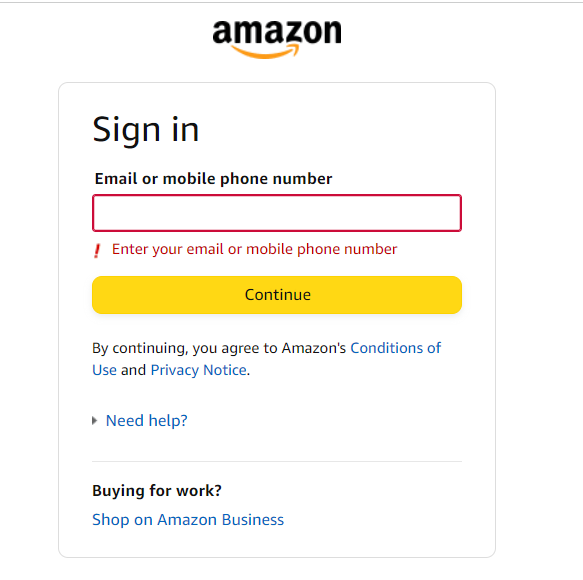 amazon
Sign in
Email or mobile phone number
! Enter your email or mobile phone number
Continue
By continuing, you agree to Amazon's Conditions of
Use and Privacy Notice.
Need help?
Buying for work?
Shop on Amazon Business